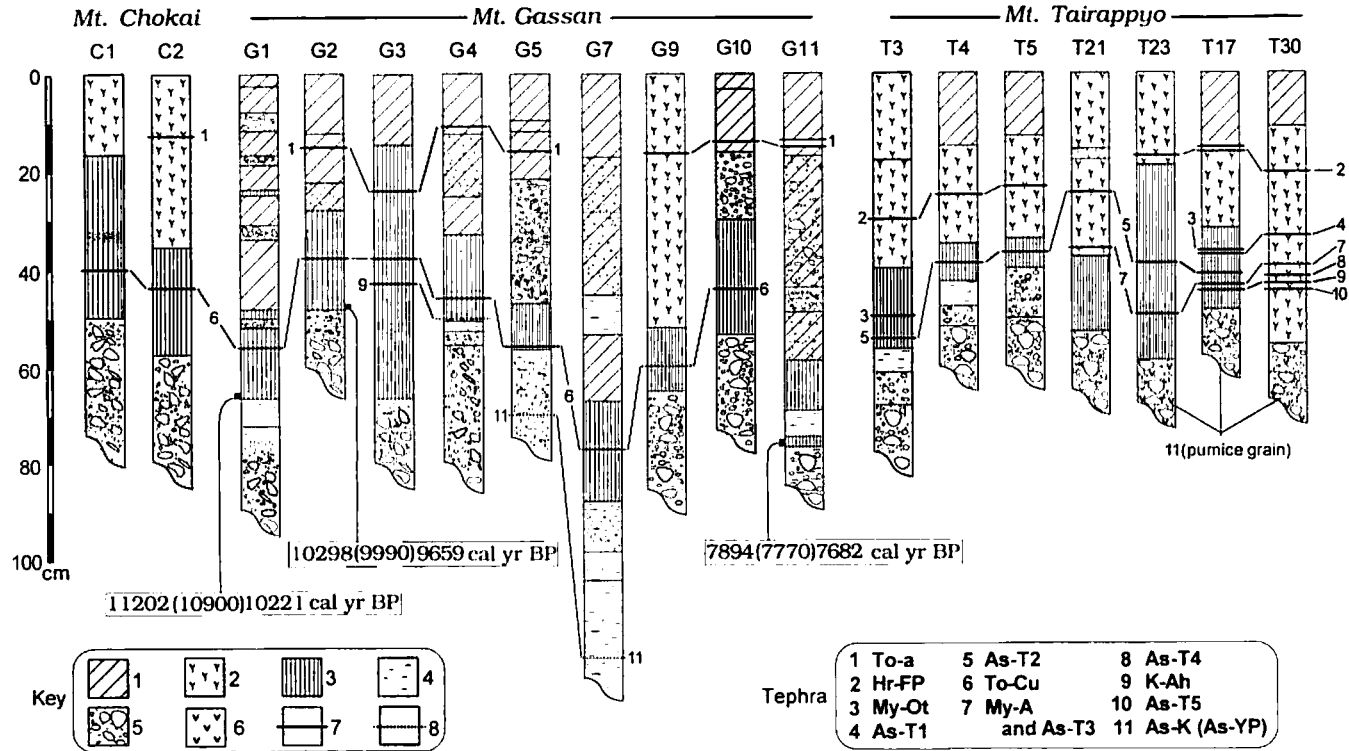 Mt. Chokai Mt. Gassan Mt. Tairappyo
C1 C2 G1 G2 G3 G4 G5 G7 G9 G10 G11 T3 T4 T5 T21 T23 T17 T30
0
20
40
60
80
100
cm
1
6
1
9
1
11
6
6
1
2
3
5
5
7
3
2
4
7
8
9
10
11(pumice grain)
10298(9990)9659 cal yr BP
7894(7770)7682 cal yr BP
11202(10900)10221 cal yr BP
Key
1 2 3 4
5 6 7 8
Tephra
1 To-a 5 As-T2 8 As-T4
2 Hr-FP 6 To-Cu 9 K-Ah
3 My-Ot 7 My-A 10 As-T5
4 As-T1 and As-T3 11 As-K (As-YP)